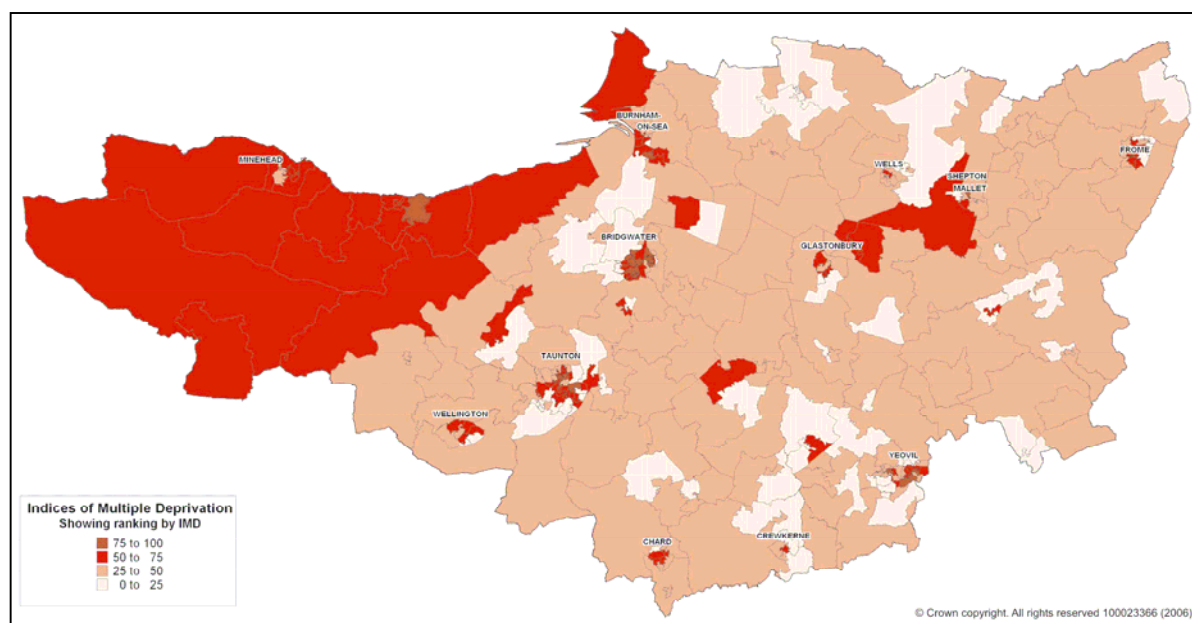 BURNHAM-
ON-SEA
MINEHEAD
FROME
WELLS
SHEPTON
MALLET
BRIDGWATER
GLASTONBURY
TAUNTON
WELLINGTON
YEOVIL
CHARD
CREWKERNE
Indices of Multiple Deprivation
Showing ranking by IMD
75 to 100
50 to 75
25 to 50
0 to 25
© Crown copyright. All rights reserved 100023366 (2006)